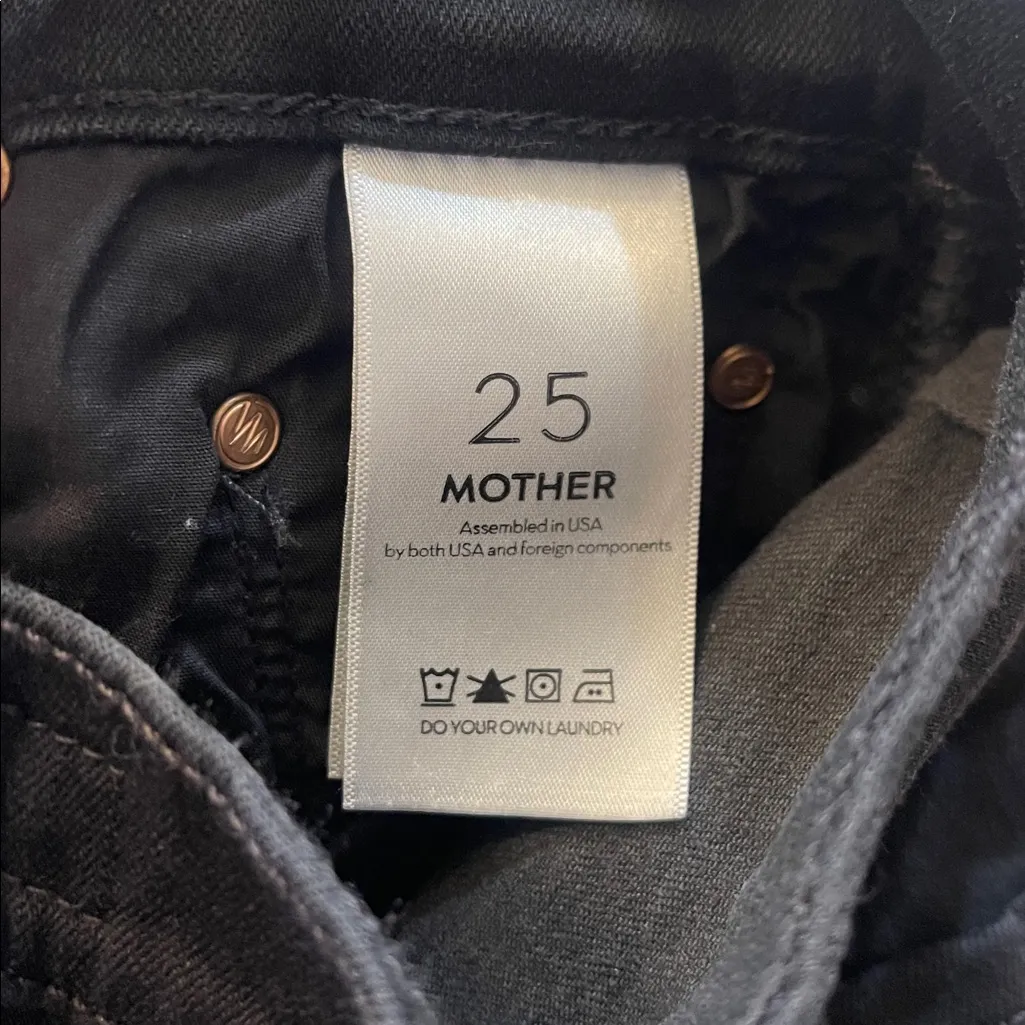 25
MOTHER
Assembled in USA
by both USA and foreign components
DO YOUR OWN LAUNDRY